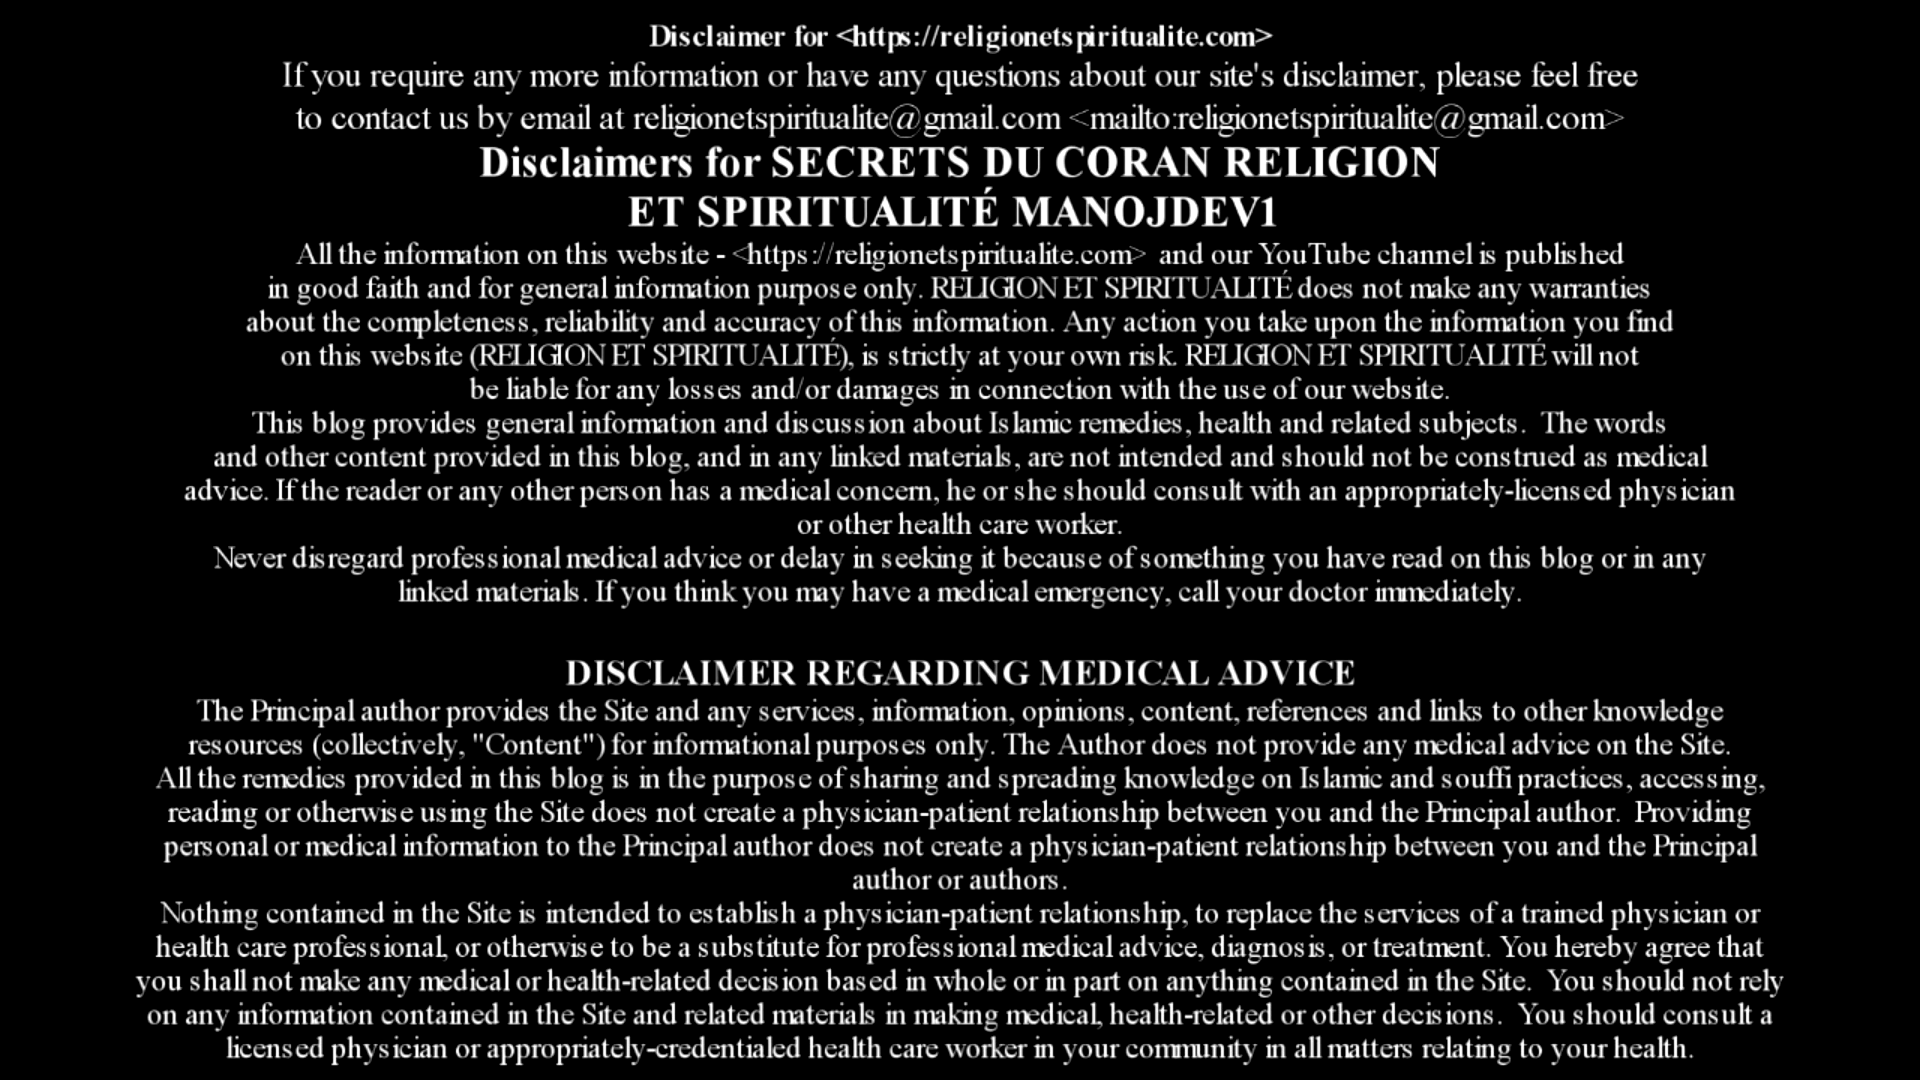 Disclaimer for <https://religionetspiritualite.com>
If you require any more information or have any questions about our site's disclaimer, please feel free
to contact us by email at religionetspiritualite@gmail.com <mailto:religionetspiritualite@gmail.com>
Disclaimers for SECRETS DU CORAN RELIGION
ET SPIRITUALITÉ MANOJDEV1
All the information on this website - <https://religionetspiritualite.com> and our YouTube channel is published
in good faith and for general information purpose only. RELIGION ET SPIRITUALITÉ does not make any warranties
about the completeness, reliability and accuracy of this information. Any action you take upon the information you find
on this website (RELIGION ET SPIRITUALITÉ), is strictly at your own risk. RELIGION ET SPIRITUALITÉ will not
be liable for any losses and/or damages in connection with the use of our website.
This blog provides general information and discussion about Islamic remedies, health and related subjects. The words
and other content provided in this blog, and in any linked materials, are not intended and should not be construed as medical
advice. If the reader or any other person has a medical concern, he or she should consult with an appropriately-licensed physician
or other health care worker.
Never disregard professional medical advice or delay in seeking it because of something you have read on this blog or in any
linked materials. If you think you may have a medical emergency, call your doctor immediately.
DISCLAIMER REGARDING MEDICAL ADVICE
The Principal author provides the Site and any services, information, opinions, content, references and links to other knowledge
resources (collectively, "Content") for informational purposes only. The Author does not provide any medical advice on the Site.
All the remedies provided in this blog is in the purpose of sharing and spreading knowledge on Islamic and souffi practices, accessing,
reading or otherwise using the Site does not create a physician-patient relationship between you and the Principal author. Providing
personal or medical information to the Principal author does not create a physician-patient relationship between you and the Principal
author or authors.
Nothing contained in the Site is intended to establish a physician-patient relationship, to replace the services of a trained physician or
health care professional, or otherwise to be a substitute for professional medical advice, diagnosis, or treatment. You hereby agree that
you shall not make any medical or health-related decision based in whole or in part on anything contained in the Site. You should not rely
on any information contained in the Site and related materials in making medical, health-related or other decisions. You should consult a
licensed physician or appropriately-credentialed health care worker in your community in all matters relating to your health.